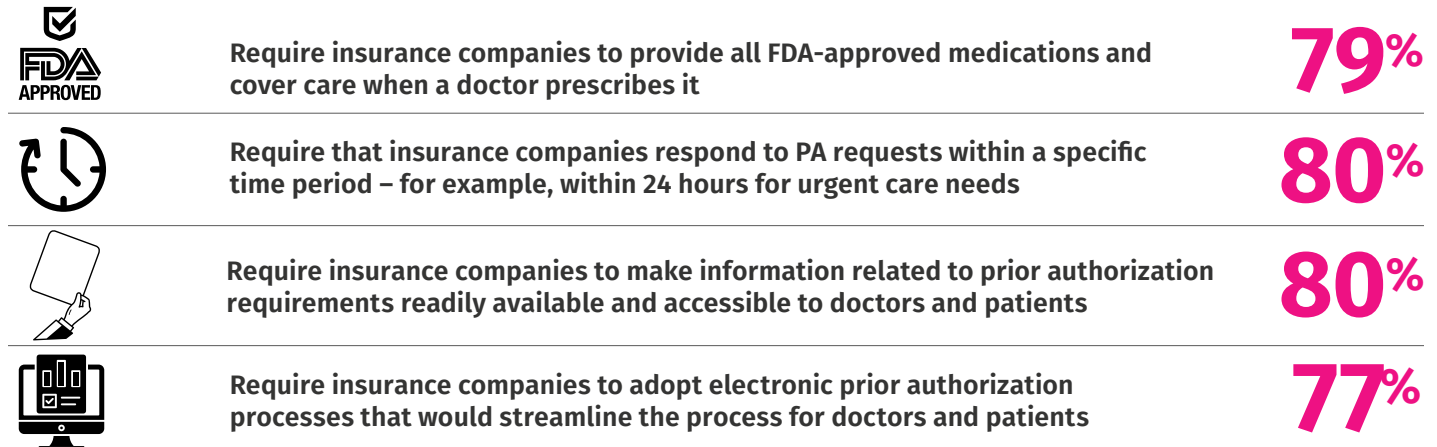 FDA
APPROVED
Require insurance companies to provide all FDA-approved medications and
cover care when a doctor prescribes it
79%
Require that insurance companies respond to PA requests within a specific
time period – for example, within 24 hours for urgent care needs
80%
Require insurance companies to make information related to prior authorization
requirements readily available and accessible to doctors and patients
80%
Require insurance companies to adopt electronic prior authorization
processes that would streamline the process for doctors and patients
77%